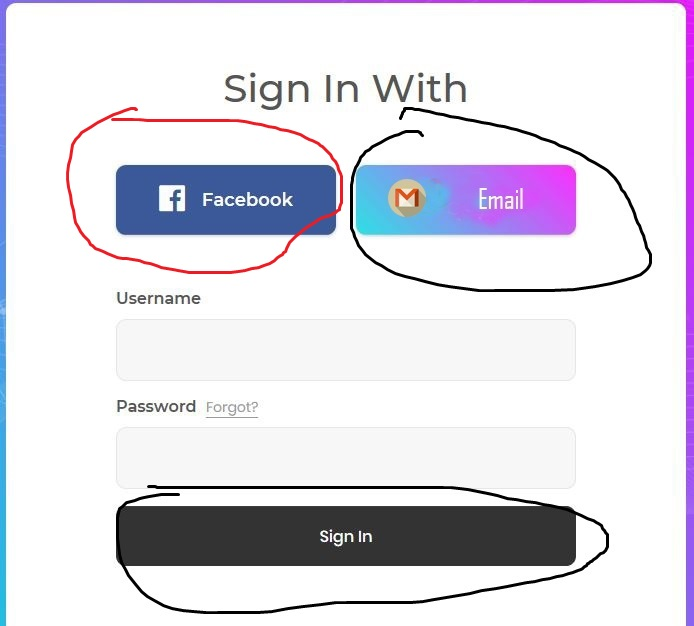 Sign In With
Facebook
Email
Username
Password Forgot?
Sign In